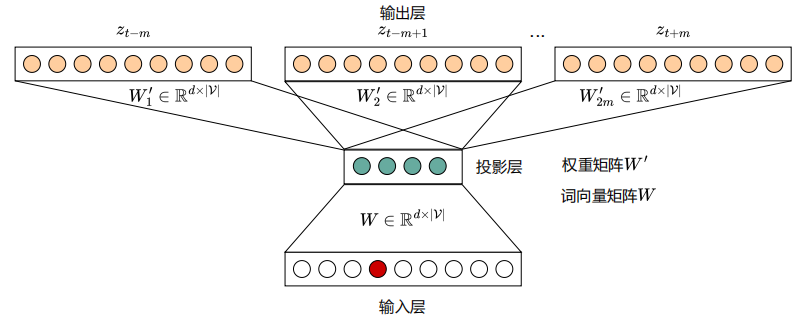 输出层
z_{t-m} z_{t-m+1} ... z_{t+m}
W'_1 ∈ ℝ^{d×|𝒱|} W'_2 ∈ ℝ^{d×|𝒱|} W'_{2m} ∈ ℝ^{d×|𝒱|}
投影层 权重矩阵W'
词向量矩阵W
W ∈ ℝ^{d×|𝒱|}
输入层